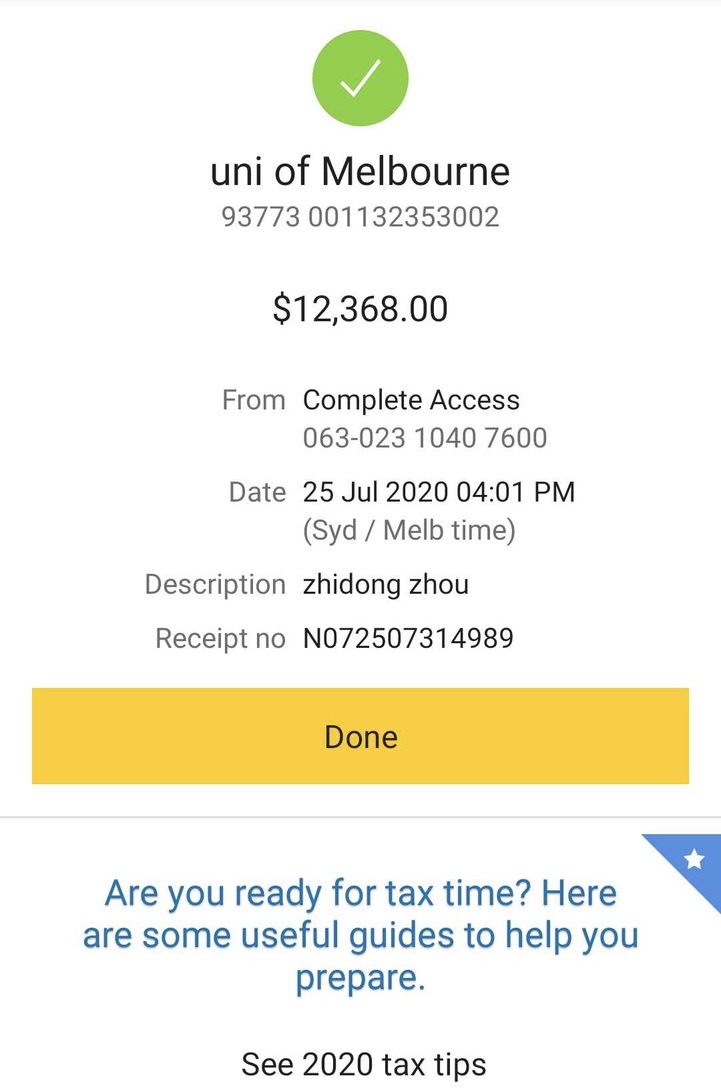 uni of Melbourne
93773 001132353002
$12,368.00
From Complete Access
063-023 1040 7600
Date 25 Jul 2020 04:01 PM
(Syd / Melb time)
Description zhidong zhou
Receipt no N072507314989
Done
Are you ready for tax time? Here
are some useful guides to help you
prepare.
See 2020 tax tips